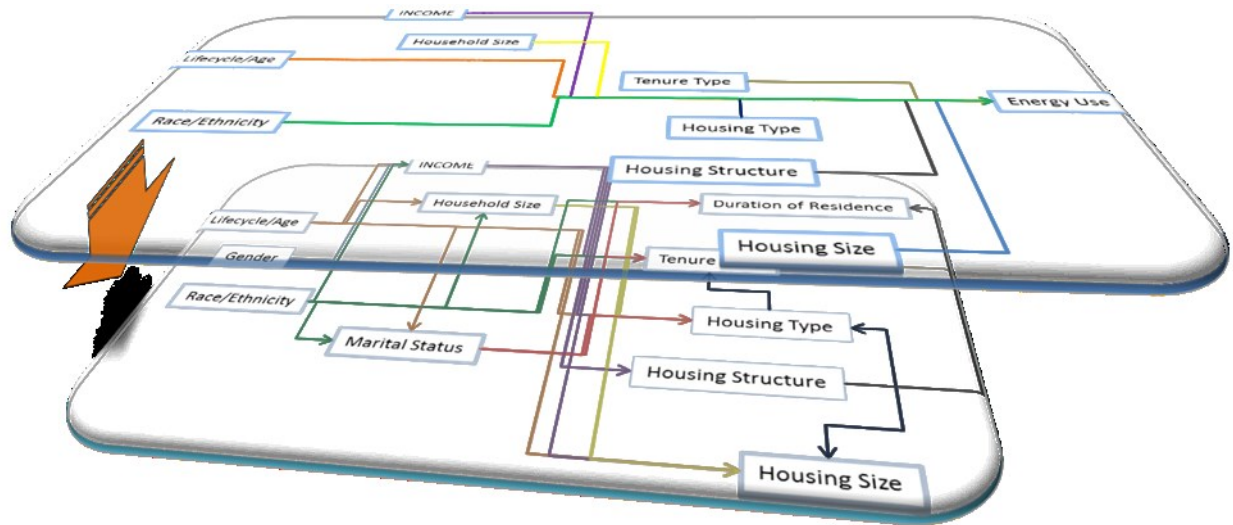 INCOME
Household Size
Lifecycle/Age
Tenure Type
Energy Use
Race/Ethnicity
Housing Type
INCOME
Housing Structure
Household Size
Duration of Residence
Lifecycle/Age
Gender
Housing Size
Tenure
Race/Ethnicity
Housing Type
Marital Status
Housing Structure
Housing Size